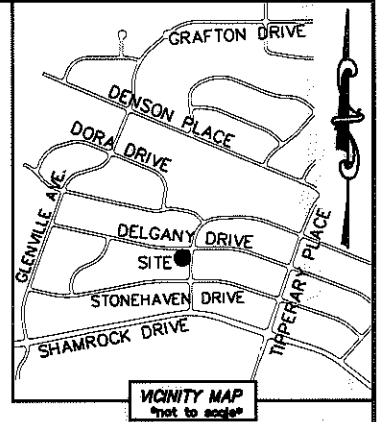 GRAFTON DRIVE
DENSON PLACE
DORA DRIVE
GLENVILLE AVE.
DELGANY DRIVE
SITE
TIPPERARY PLACE
STONEHAVEN DRIVE
SHAMROCK DRIVE
VICINITY MAP
*not to scale*